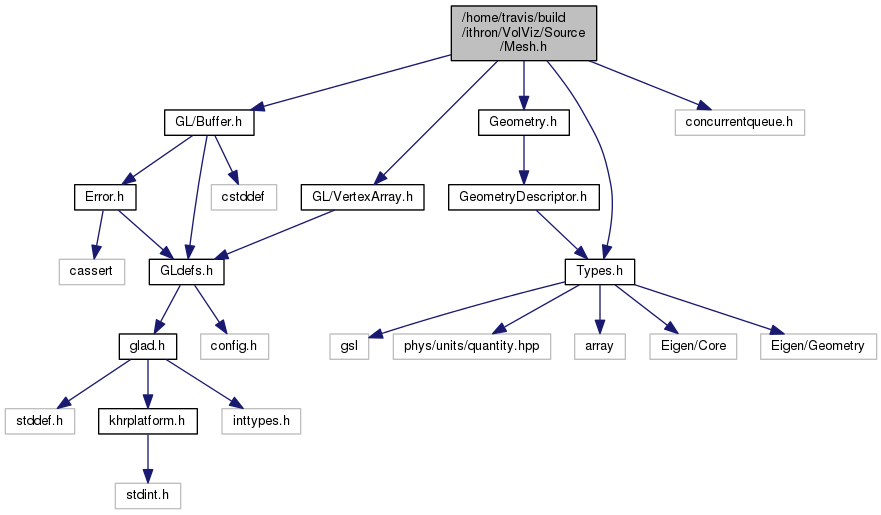 /home/travis/build
/ithron/VolViz/Source
/Mesh.h
GL/Buffer.h
Geometry.h
concurrentqueue.h
Error.h
cstddef
GL/VertexArray.h
GeometryDescriptor.h
cassert
GLdefs.h
Types.h
glad.h
config.h
gsl
phys/units/quantity.hpp
array
Eigen/Core
Eigen/Geometry
stddef.h
khrplatform.h
inttypes.h
stdint.h